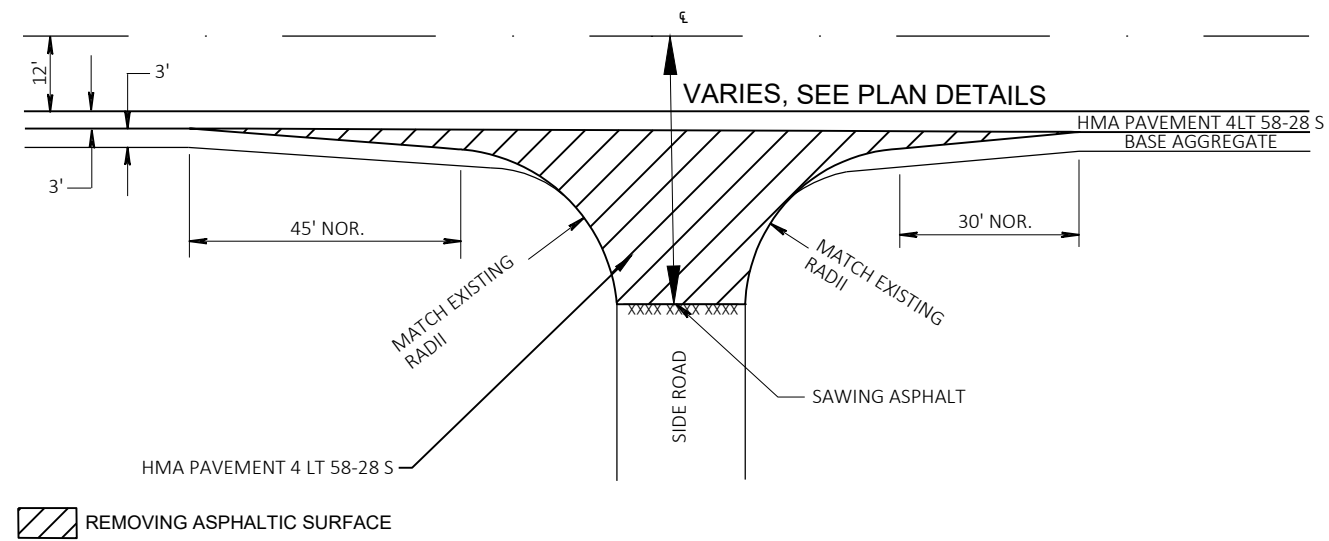 ℄
12'
3'
VARIES, SEE PLAN DETAILS
HMA PAVEMENT 4LT 58-28 S
BASE AGGREGATE
3'
45' NOR.
30' NOR.
MATCH EXISTING
RADII
MATCH EXISTING
RADII
XXXX XXXX XXXX
SIDE ROAD
SAWING ASPHALT
HMA PAVEMENT 4 LT 58-28 S
REMOVING ASPHALTIC SURFACE